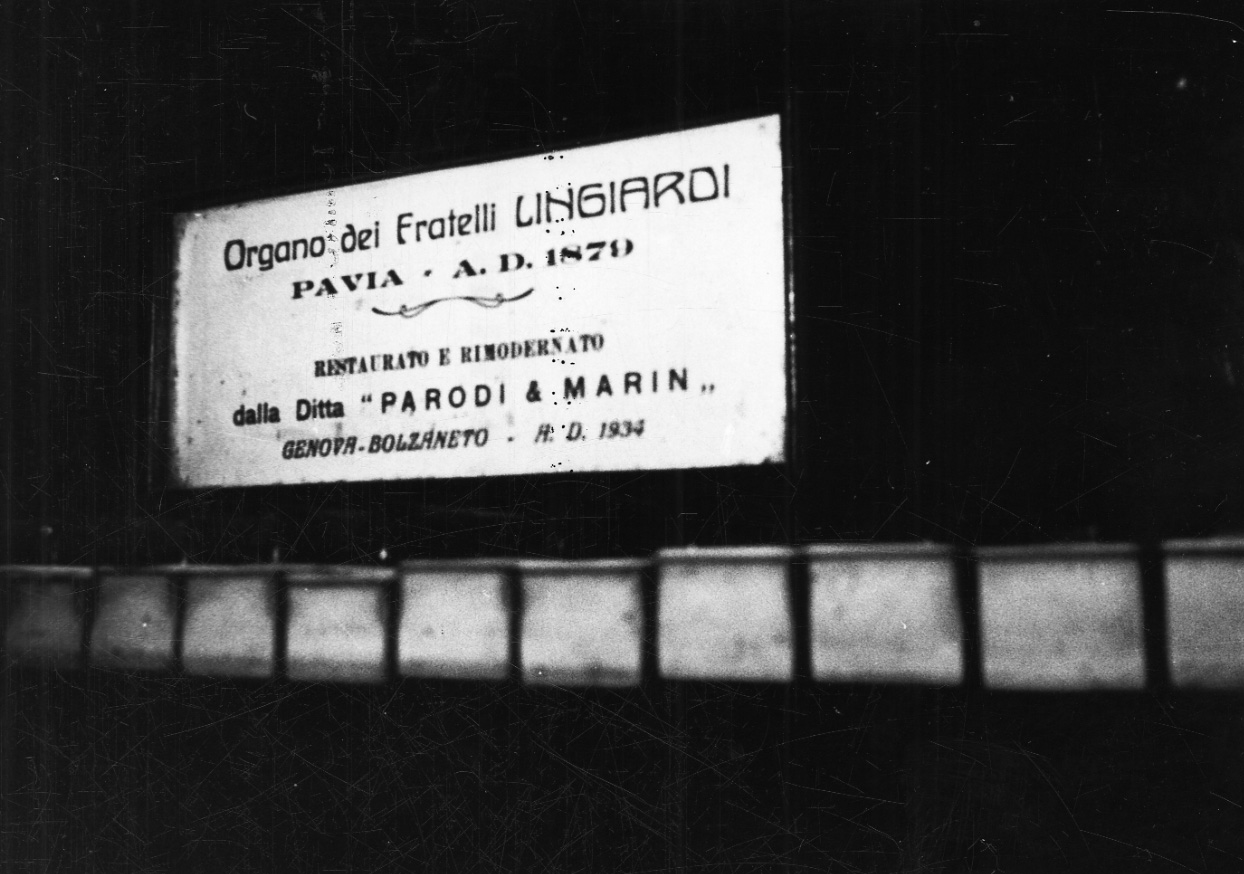 Organo dei Fratelli LINGIARDI
PAVIA · A. D. 1879
RESTAURATO E RIMODERNATO
dalla Ditta “PARODI & MARIN„
GENOVA-BOLZANETO - A. D. 1934